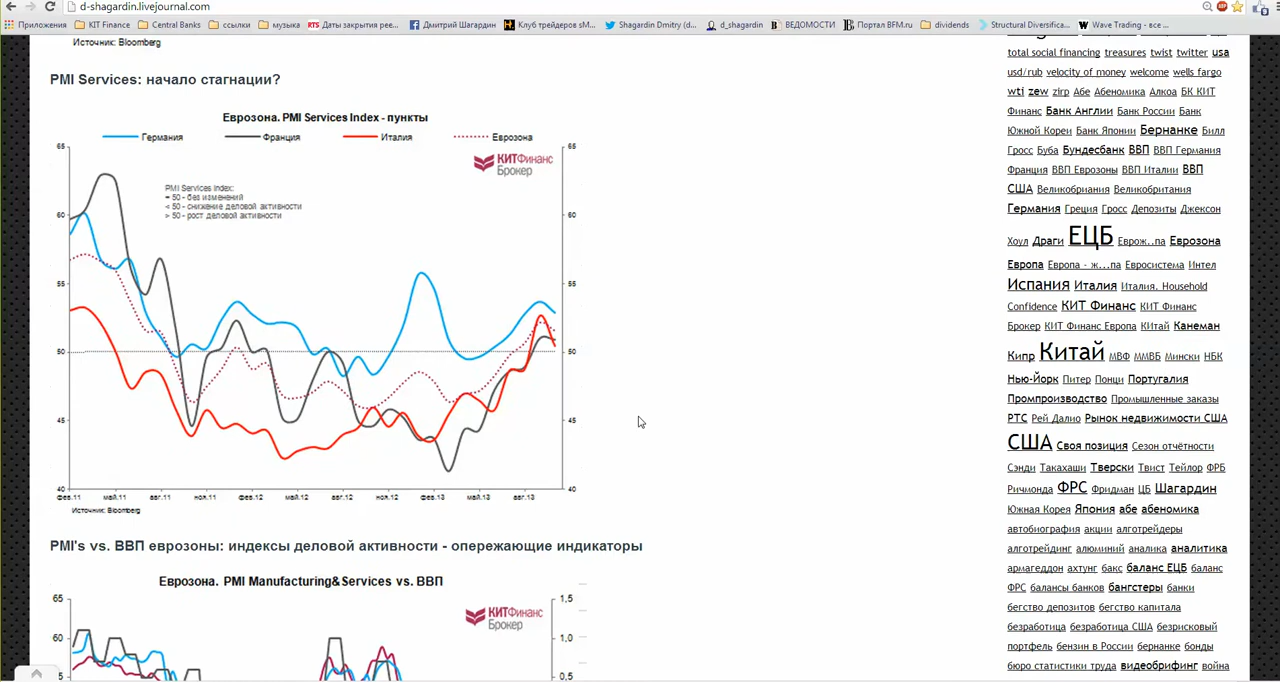 d-shagardin.livejournal.com
Приложения KIT Finance Central Banks ссылки музыка RTS Даты закрытия рее... Дмитрий Шагардин Клуб трейдеров sM... Shagardin Dmitry (d... d_shagardin ВЕДОМОСТИ Портал BFM.ru dividends Structural Diversifica... Wave Trading - все ...
Источник: Bloomberg
PMI Services: начало стагнации?
Еврозона. PMI Services Index - пункты
Германия Франция Италия Еврозона
65 65
КИТФинанс
Брокер
PMI Services Index:
= 50 - без изменений
< 50 - снижение деловой активности
> 50 - рост деловой активности
60 60
55 55
50 50
45 45
40 40
фев.11 май.11 авг.11 ноя.11 фев.12 май.12 авг.12 ноя.12 фев.13 май.13 авг.13
Источник: Bloomberg
PMI's vs. ВВП еврозоны: индексы деловой активности - опережающие индикаторы
Еврозона. PMI Manufacturing&Services vs. ВВП
65 1,5
КИТФинанс
Брокер
60 1,0
5 0,5
total social financing treasures twist twitter usa
usd/rub velocity of money welcome wells fargo
wti zew zirp Абе Абеномика Алкоа БК КИТ
Финанс Банк Англии Банк России Банк
Южной Кореи Банк Японии Бернанке Билл
Гросс Буба Бундесбанк ВВП ВВП Германия
Франция ВВП Еврозоны ВВП Италии ВВП
США Великобриания Великобритания
Германия Греция Гросс Депозиты Джексон
Хоул Драги ЕЦБ Еврож..па Еврозона
Европа Европа - ж...па Евросистема Интел
Испания Италия Италия, Household
Confidence КИТ Финанс КИТ Финанс
Брокер КИТ Финанс Европа КИтай Канеман
Кипр Китай МВФ ММВБ Мински НБК
Нью-Йорк Питер Понци Португалия
Промпроизводство Промышленные заказы
РТС Рей Далио Рынок недвижимости США
США Своя позиция Сезон отчётности
Сэнди Такахаши Тверски Твист Тейлор ФРБ
Ричмонда ФРС Фридман ЦБ Шагардин
Южная Корея Япония абе абеномика
автобиография акции алготрейдеры
алготрейдинг алюминий аналика аналитика
армагеддон ахтунг бакс баланс ЕЦБ баланс
ФРС балансы банков бангстеры банки
бегство депозитов бегство капитала
безработица безработица США безрисковый
портфель бензин в России бернанке бонды
бюро статистики труда видеобрифинг война